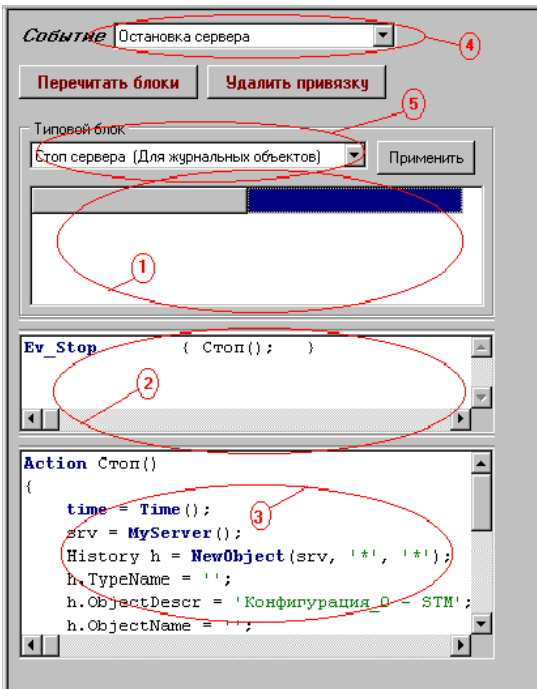 Событие Остановка сервера
4
Перечитать блоки Удалить привязку
5
Типовой блок
Стоп сервера (Для журнальных объектов) Применить
1
Ev_Stop { Стоп(); }
2
Action Стоп()
{
time = Time();
3
srv = MyServer();
History h = NewObject(srv, '*', '*');
h.TypeName = '';
h.ObjectDescr = 'Конфигурация_0 - STM';
h.ObjectName = '';